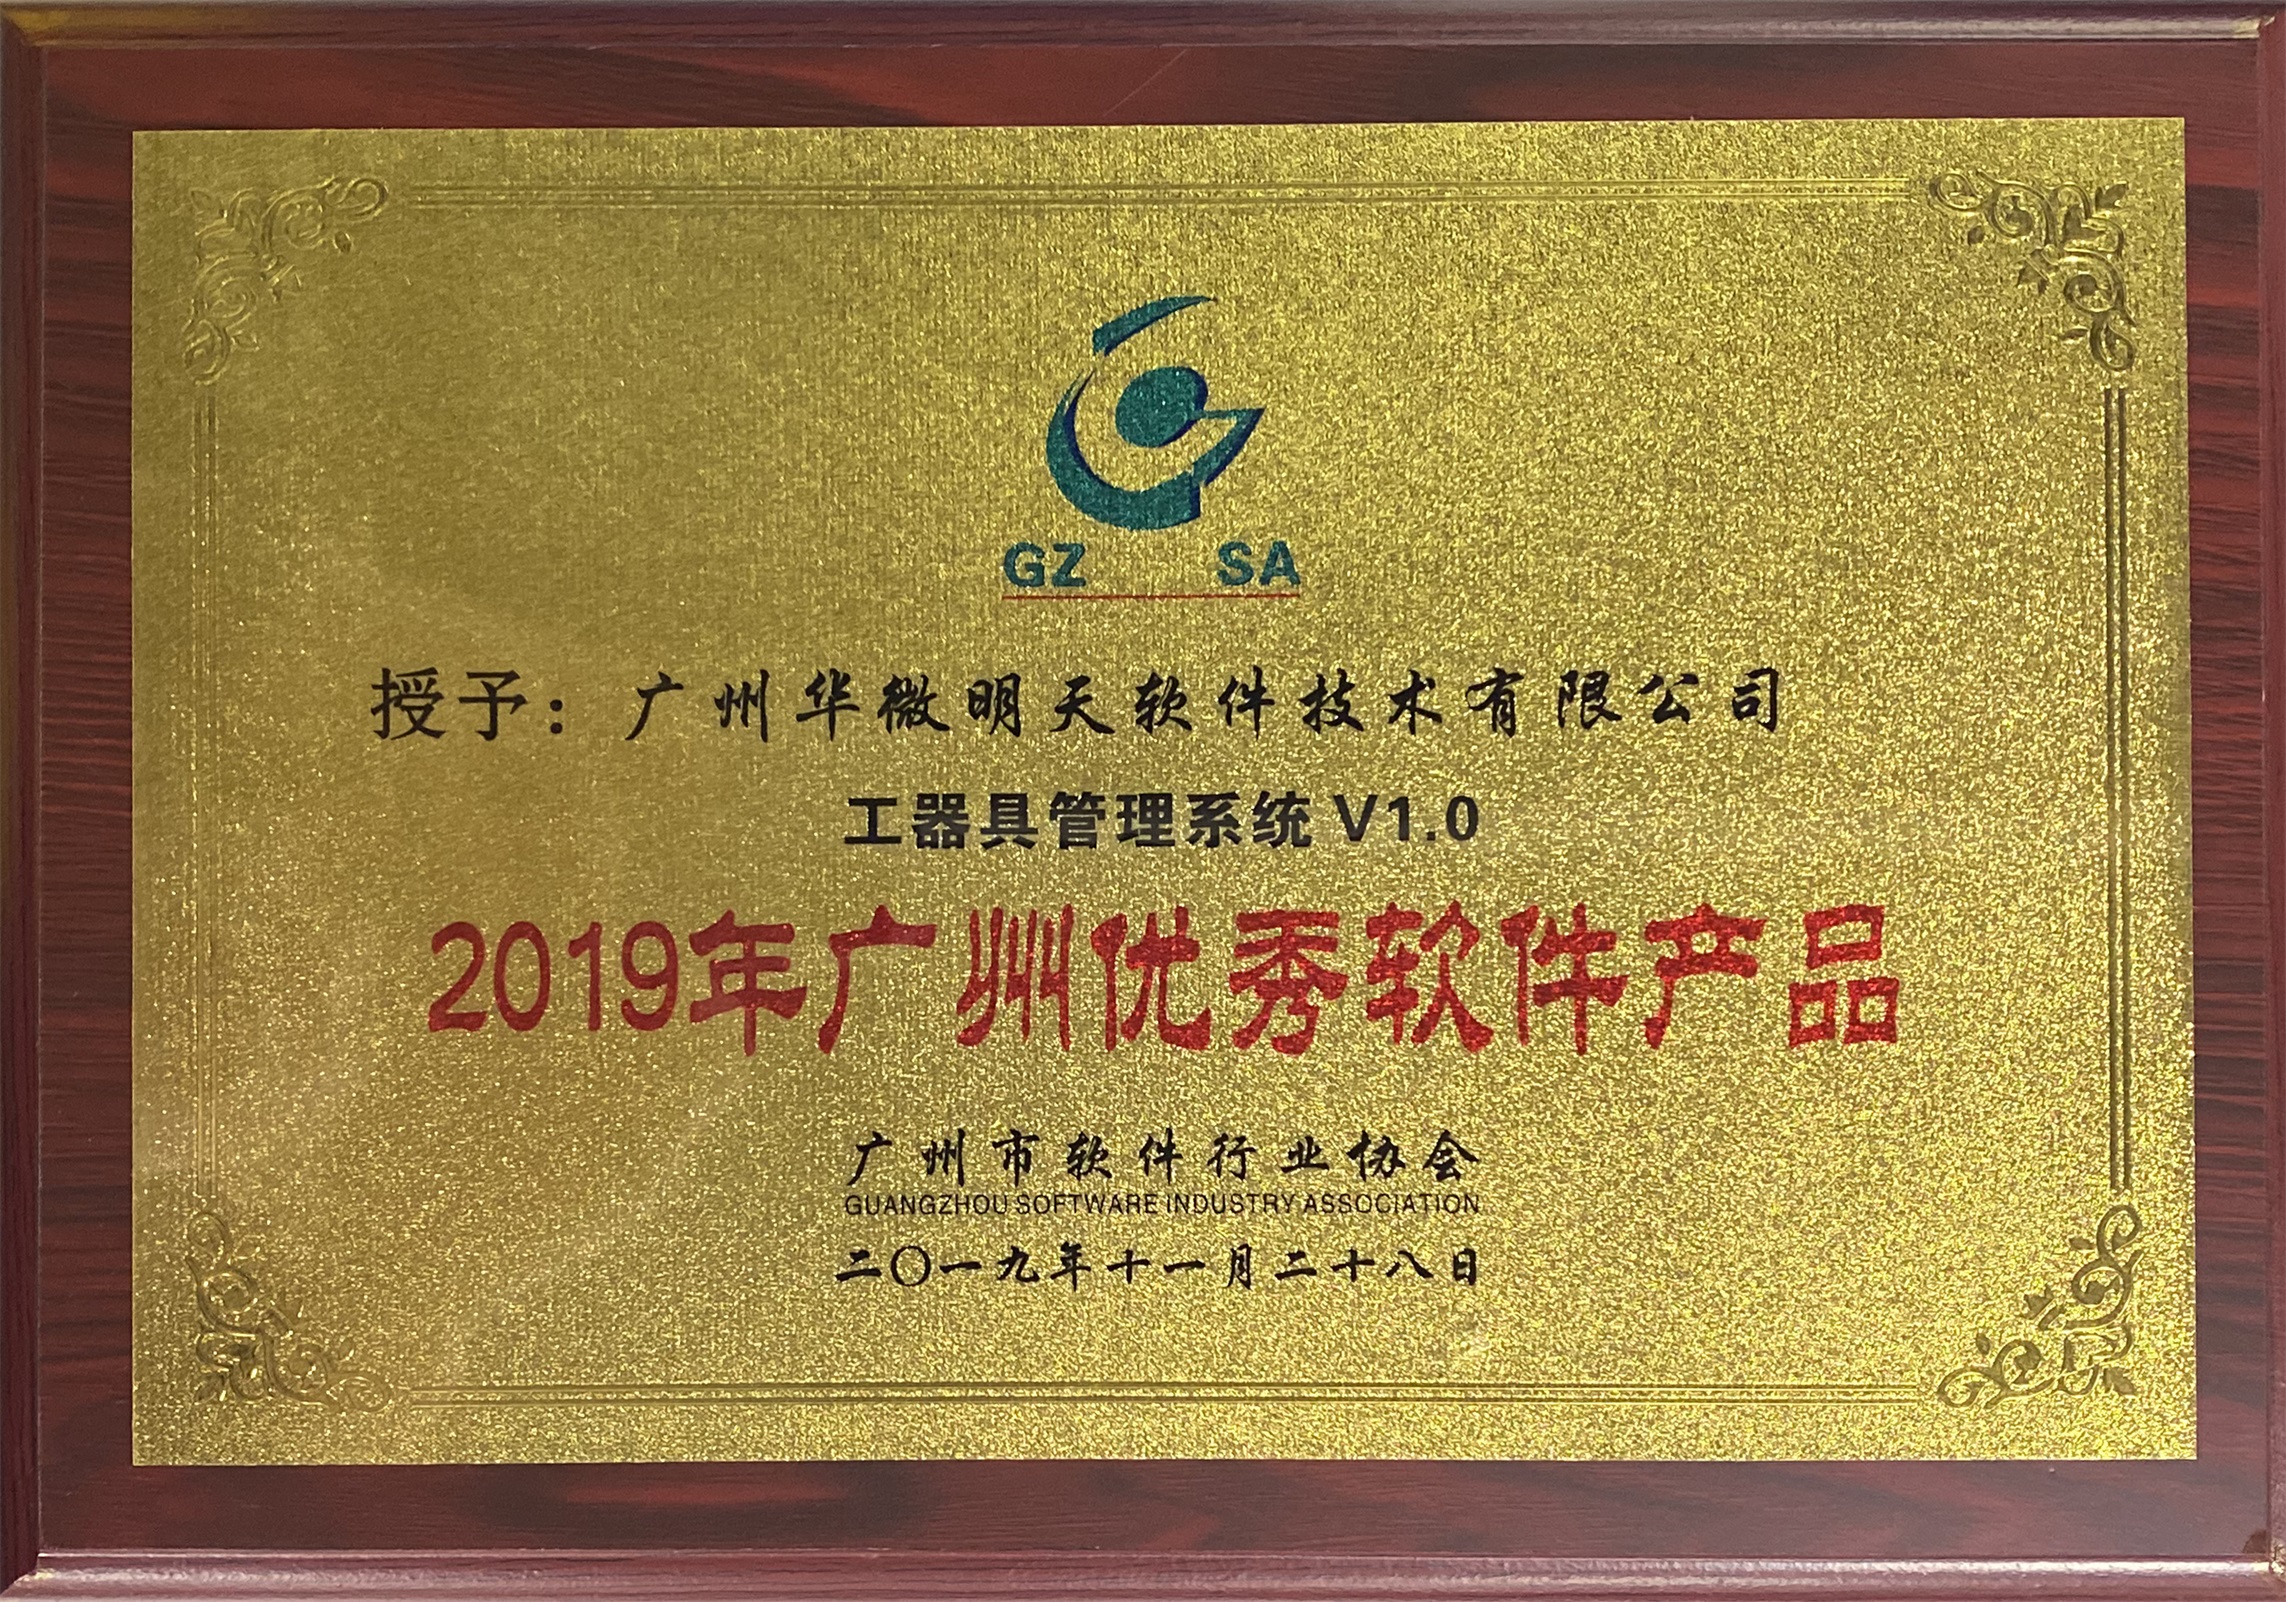 GZ SA
授予：广州华微明天软件技术有限公司
工器具管理系统 V1.0
2019年广州优秀软件产品
广州市软件行业协会
GUANGZHOU SOFTWARE INDUSTRY ASSOCIATION
二〇一九年十一月二十八日